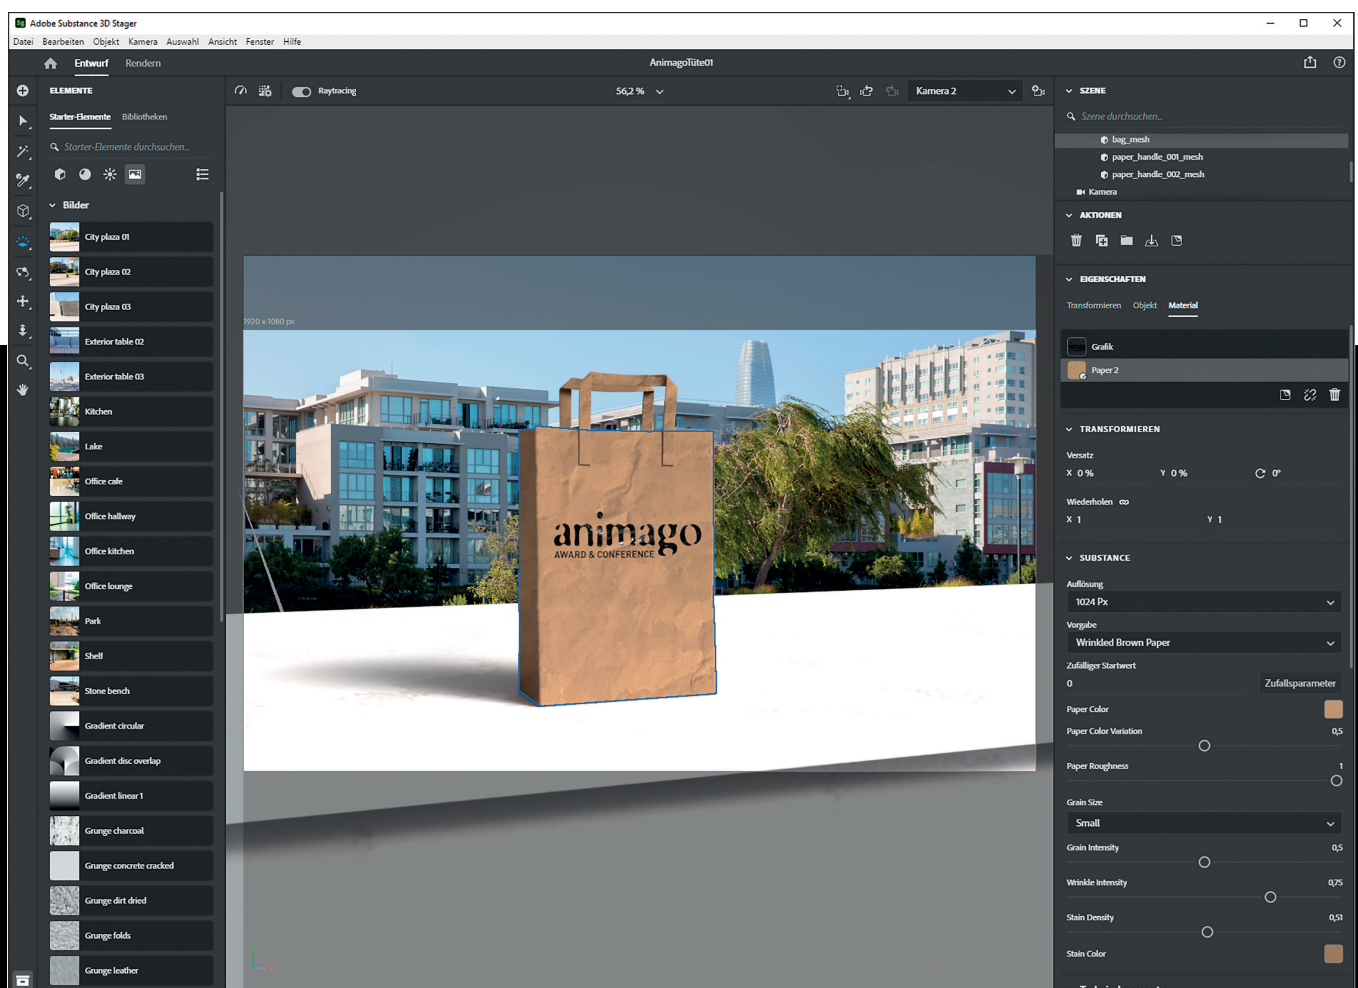 Adobe Substance 3D Stager
Datei Bearbeiten Objekt Kamera Auswahl Ansicht Fenster Hilfe
Entwurf Rendern
AnimagoTüte01
ELEMENTE
Starter-Elemente Bibliotheken
Starter-Elemente durchsuchen...
Bilder
City plaza 01
City plaza 02
City plaza 03
Exterior table 02
Exterior table 03
Kitchen
Lake
Office cafe
Office hallway
Office kitchen
Office lounge
Park
Shelf
Stone bench
Gradient circular
Gradient disc overlap
Gradient linear 1
Grunge charcoal
Grunge concrete cracked
Grunge dirt dried
Grunge folds
Grunge leather
Raytracing
56,2 %
Kamera 2
1920 x 1080 px
animago
AWARD & CONFERENCE
SZENE
Szene durchsuchen...
bag_mesh
paper_handle_001_mesh
paper_handle_002_mesh
Kamera
AKTIONEN
EIGENSCHAFTEN
Transformieren Objekt Material
Grafik
Paper 2
TRANSFORMIEREN
Versatz
X 0 % Y 0 % 0°
Wiederholen
X 1 Y 1
SUBSTANCE
Auflösung
1024 Px
Vorgabe
Wrinkled Brown Paper
Zufälliger Startwert
0 Zufallsparameter
Paper Color
Paper Color Variation 0,5
Paper Roughness 1
Grain Size
Small
Grain Intensity 0,5
Wrinkle Intensity 0,75
Stain Density 0,51
Stain Color